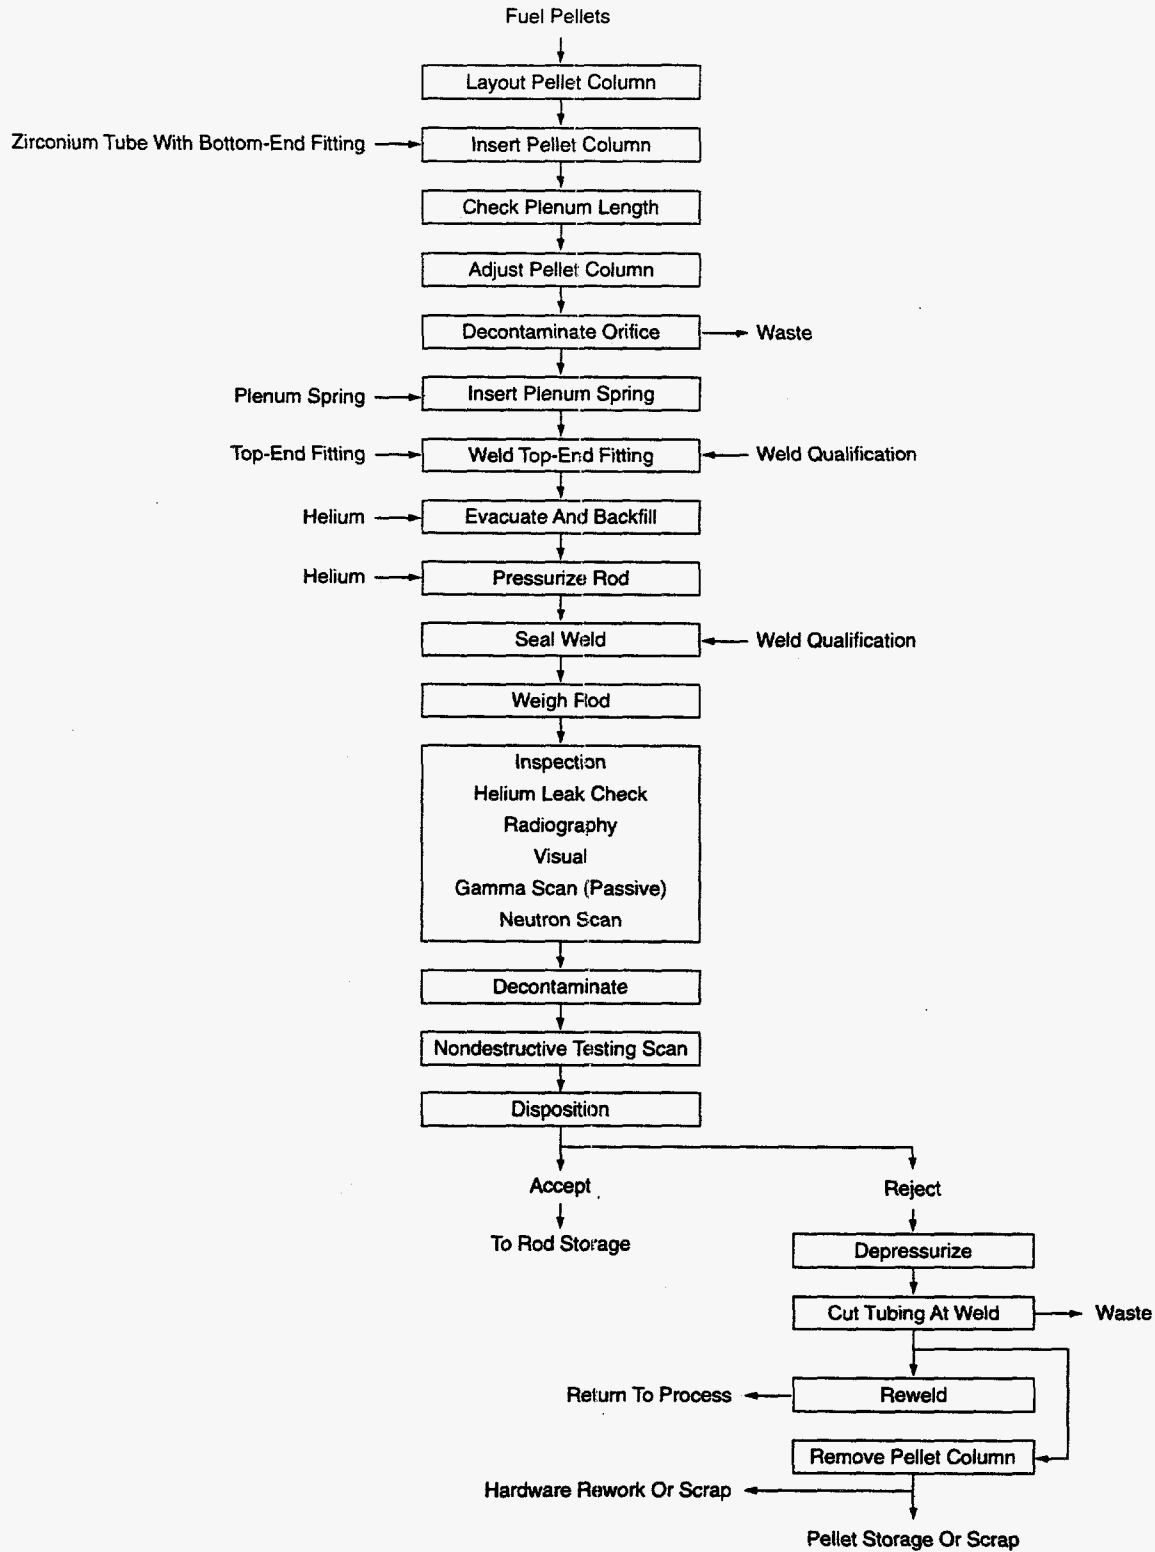 Fuel Pellets
Layout Pellet Column
Zirconium Tube With Bottom-End Fitting
Insert Pellet Column
Check Plenum Length
Adjust Pellet Column
Decontaminate Orifice
Waste
Plenum Spring
Insert Plenum Spring
Top-End Fitting
Weld Top-End Fitting
Weld Qualification
Helium
Evacuate And Backfill
Helium
Pressurize Rod
Seal Weld
Weld Qualification
Weigh Rod
Inspection
Helium Leak Check
Radiography
Visual
Gamma Scan (Passive)
Neutron Scan
Decontaminate
Nondestructive Testing Scan
Disposition
Accept
Reject
To Rod Storage
Depressurize
Cut Tubing At Weld
Waste
Return To Process
Reweld
Remove Pellet Column
Hardware Rework Or Scrap
Pellet Storage Or Scrap